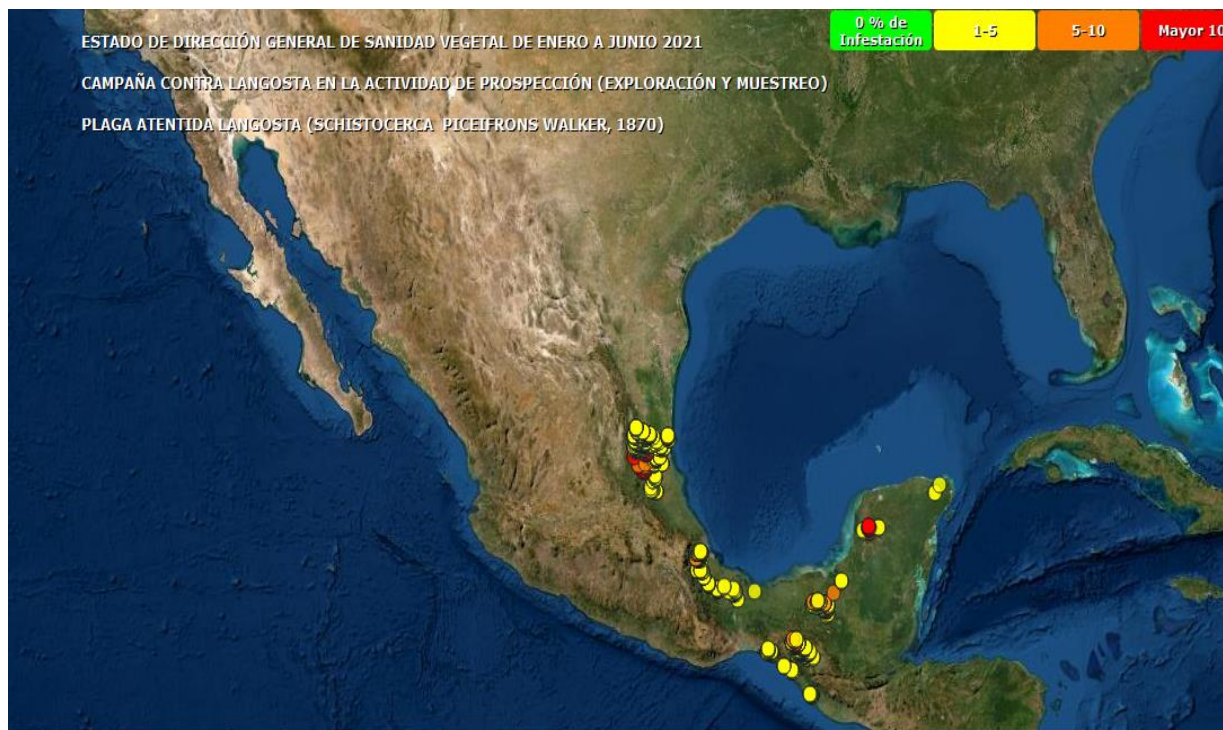 ESTADO DE DIRECCIÓN GENERAL DE SANIDAD VEGETAL DE ENERO A JUNIO 2021
CAMPAÑA CONTRA LANGOSTA EN LA ACTIVIDAD DE PROSPECCIÓN (EXPLORACIÓN Y MUESTREO)
PLAGA ATENTIDA LANGOSTA (SCHISTOCERCA PICEIFRONS WALKER, 1870)
0 % de
Infestación
1-5
5-10
Mayor 10